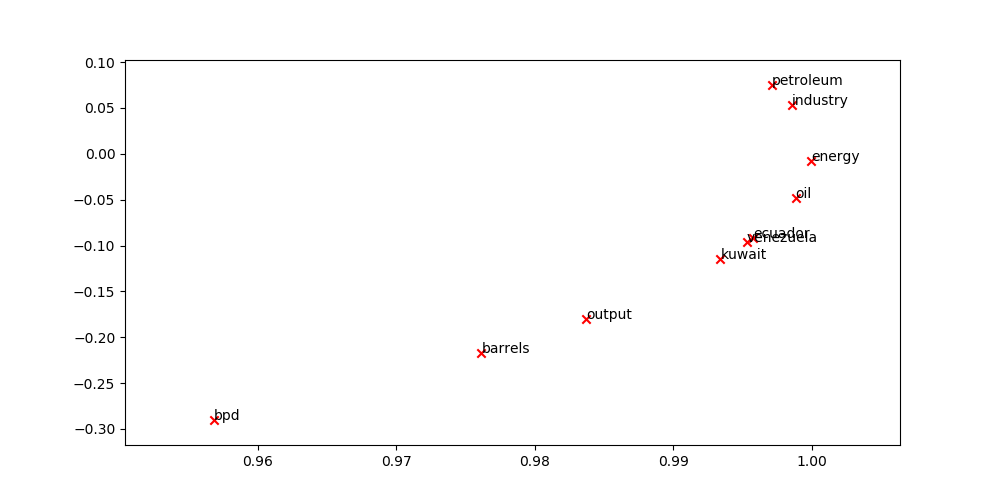 0.10
0.05
0.00
−0.05
−0.10
−0.15
−0.20
−0.25
−0.30
petroleum
industry
energy
oil
ecuador
venezuela
kuwait
output
barrels
bpd
0.96 0.97 0.98 0.99 1.00